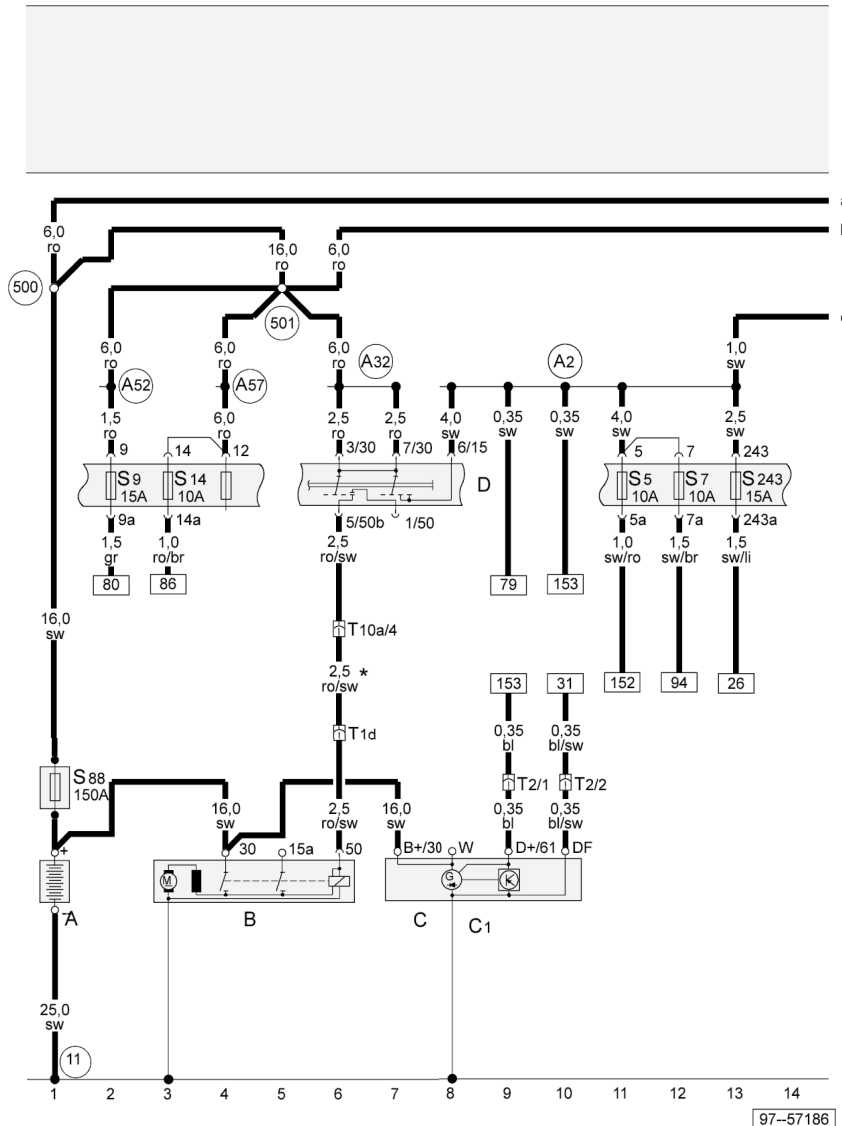 a
6,0 16,0 6,0
ro ro ro
500
501
6,0 6,0 6,0 1,0
ro ro ro sw
A52 A57 A32 A2
1,5 6,0 2,5 2,5 4,0 0,35 0,35 4,0 2,5
ro ro ro ro sw sw sw sw sw
9 14 12 3/30 7/30 6/15 5 7 243
S9 S14 D S5 S7 S243
15A 10A 10A 10A 15A
9a 14a 5/50b 1/50 5a 7a 243a
1,5 1,0 2,5 1,0 1,5 1,5
gr ro/br ro/sw sw/ro sw/br sw/li
80 86 79 153
16,0
sw
T10a/4
2,5 *
ro/sw
153 31 152 94 26
T1d
0,35 0,35
bl bl/sw
S88
150A
T2/1 T2/2
16,0 2,5 16,0 0,35 0,35
sw ro/sw sw bl bl/sw
+ 30 15a 50 B+/30 W D+/61 DF
M G
- A B C C1
25,0
sw
11
1 2 3 4 5 6 7 8 9 10 11 12 13 14
97--57186